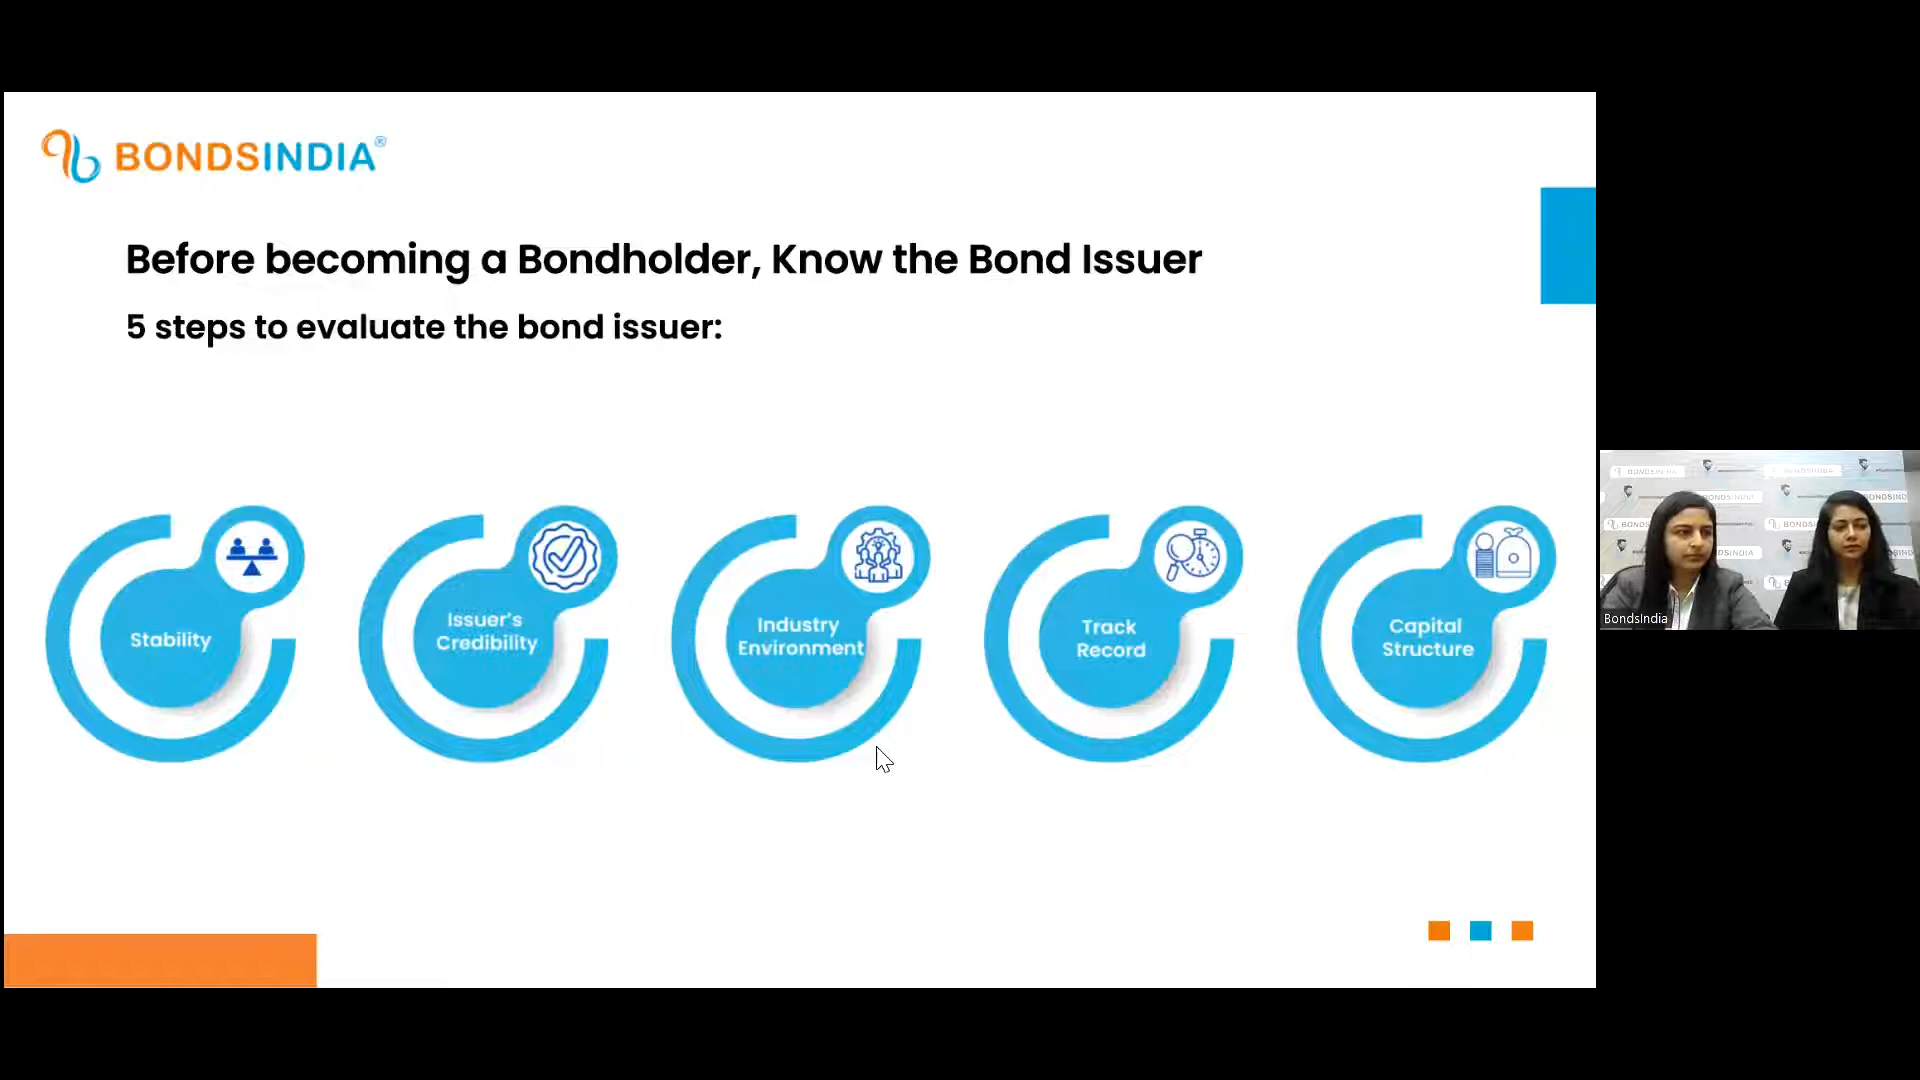 BONDSINDIA®
Before becoming a Bondholder, Know the Bond Issuer
5 steps to evaluate the bond issuer:
Stability
Issuer's
Credibility
Industry
Environment
Track
Record
Capital
Structure
BondsIndia